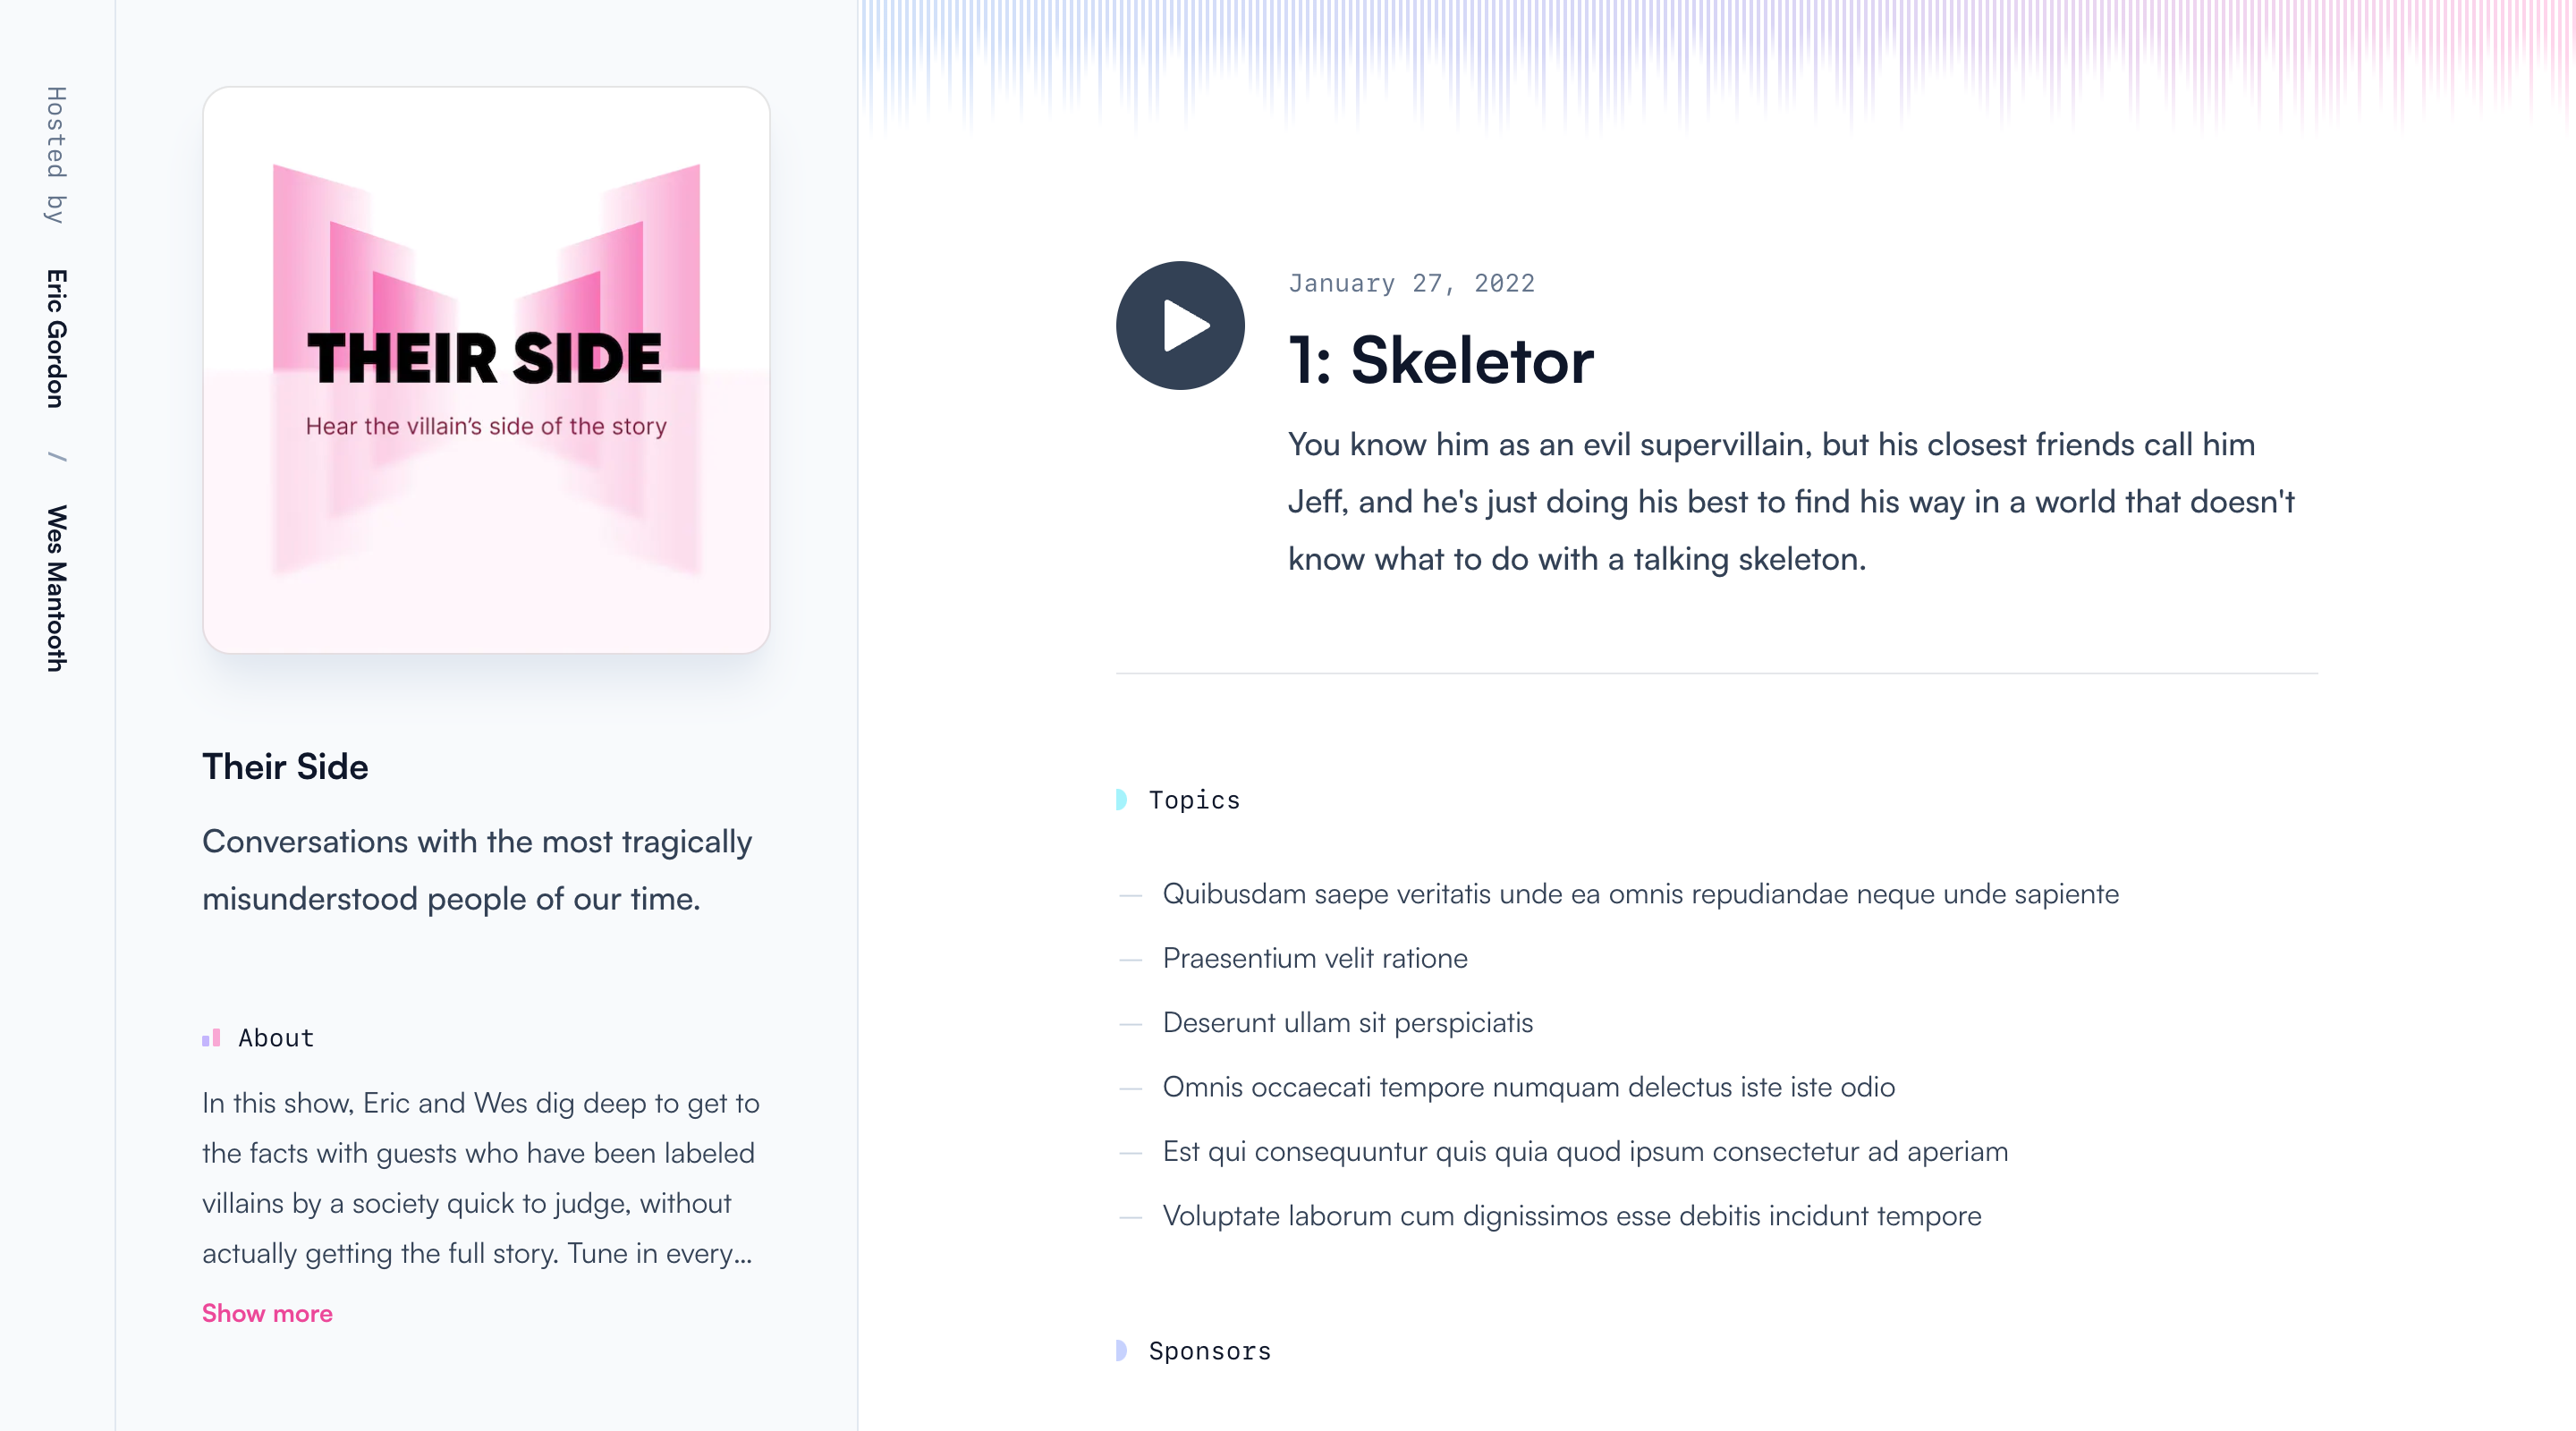 Hosted by Eric Gordon / Wes Mantooth
THEIR SIDE
Hear the villain's side of the story
Their Side
Conversations with the most tragically
misunderstood people of our time.
About
In this show, Eric and Wes dig deep to get to
the facts with guests who have been labeled
villains by a society quick to judge, without
actually getting the full story. Tune in every...
Show more
January 27, 2022
1: Skeletor
You know him as an evil supervillain, but his closest friends call him
Jeff, and he's just doing his best to find his way in a world that doesn't
know what to do with a talking skeleton.
Topics
— Quibusdam saepe veritatis unde ea omnis repudiandae neque unde sapiente
— Praesentium velit ratione
— Deserunt ullam sit perspiciatis
— Omnis occaecati tempore numquam delectus iste iste odio
— Est qui consequuntur quis quia quod ipsum consectetur ad aperiam
— Voluptate laborum cum dignissimos esse debitis incidunt tempore
Sponsors